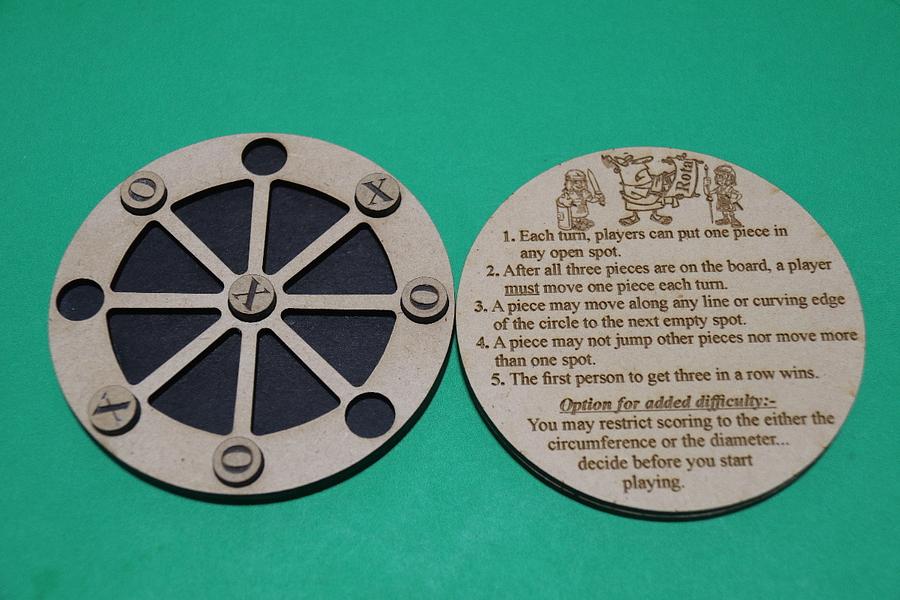 O
X
X
O
X
O
Rota
1. Each turn, players can put one piece in
any open spot.
2. After all three pieces are on the board, a player
must move one piece each turn.
3. A piece may move along any line or curving edge
of the circle to the next empty spot.
4. A piece may not jump other pieces nor move more
than one spot.
5. The first person to get three in a row wins.
Option for added difficulty:-
You may restrict scoring to the either the
circumference or the diameter...
decide before you start
playing.